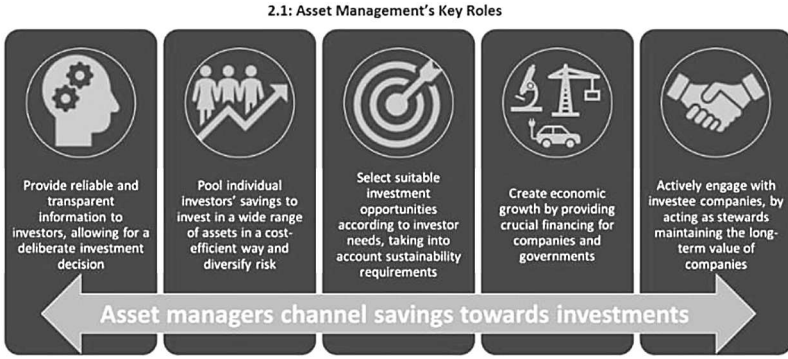 2.1: Asset Management's Key Roles
Provide reliable and
transparent
information to
investors, allowing for a
deliberate investment
decision
Pool individual
investors' savings to
invest in a wide range
of assets in a cost-
efficient way and
diversify risk
Select suitable
investment
opportunities
according to investor
needs, taking into
account sustainability
requirements
Create economic
growth by providing
crucial financing for
companies and
governments
Actively engage with
investee companies, by
acting as stewards
maintaining the long-
term value of
companies
Asset managers channel savings towards investments